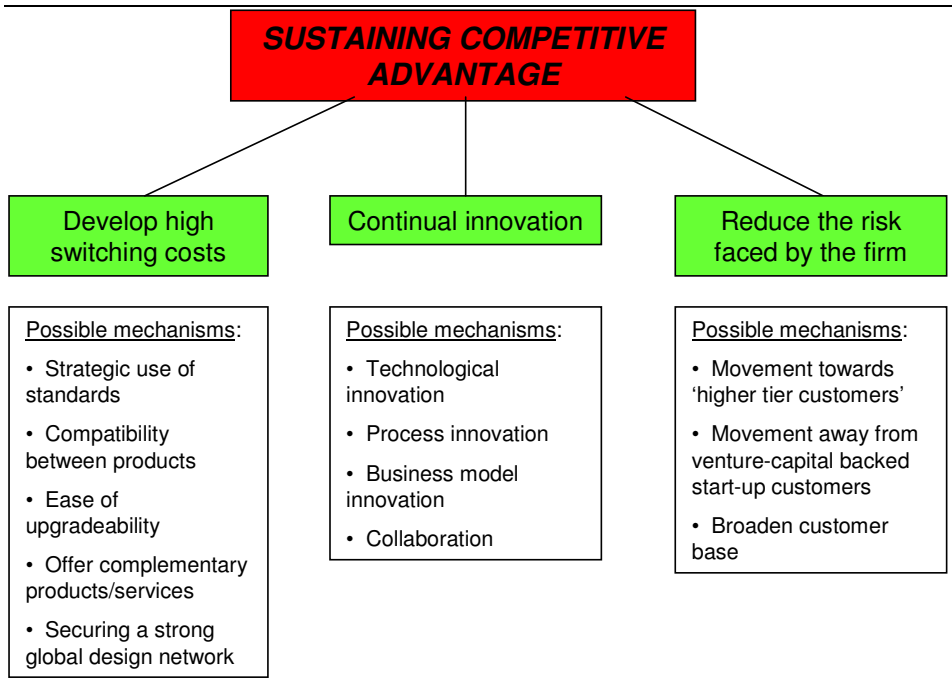 SUSTAINING COMPETITIVE
ADVANTAGE
Develop high
switching costs
Possible mechanisms:
• Strategic use of
standards
• Compatibility
between products
• Ease of
upgradeability
• Offer complementary
products/services
• Securing a strong
global design network
Continual innovation
Possible mechanisms:
• Technological
innovation
• Process innovation
• Business model
innovation
• Collaboration
Reduce the risk
faced by the firm
Possible mechanisms:
• Movement towards
‘higher tier customers’
• Movement away from
venture-capital backed
start-up customers
• Broaden customer
base